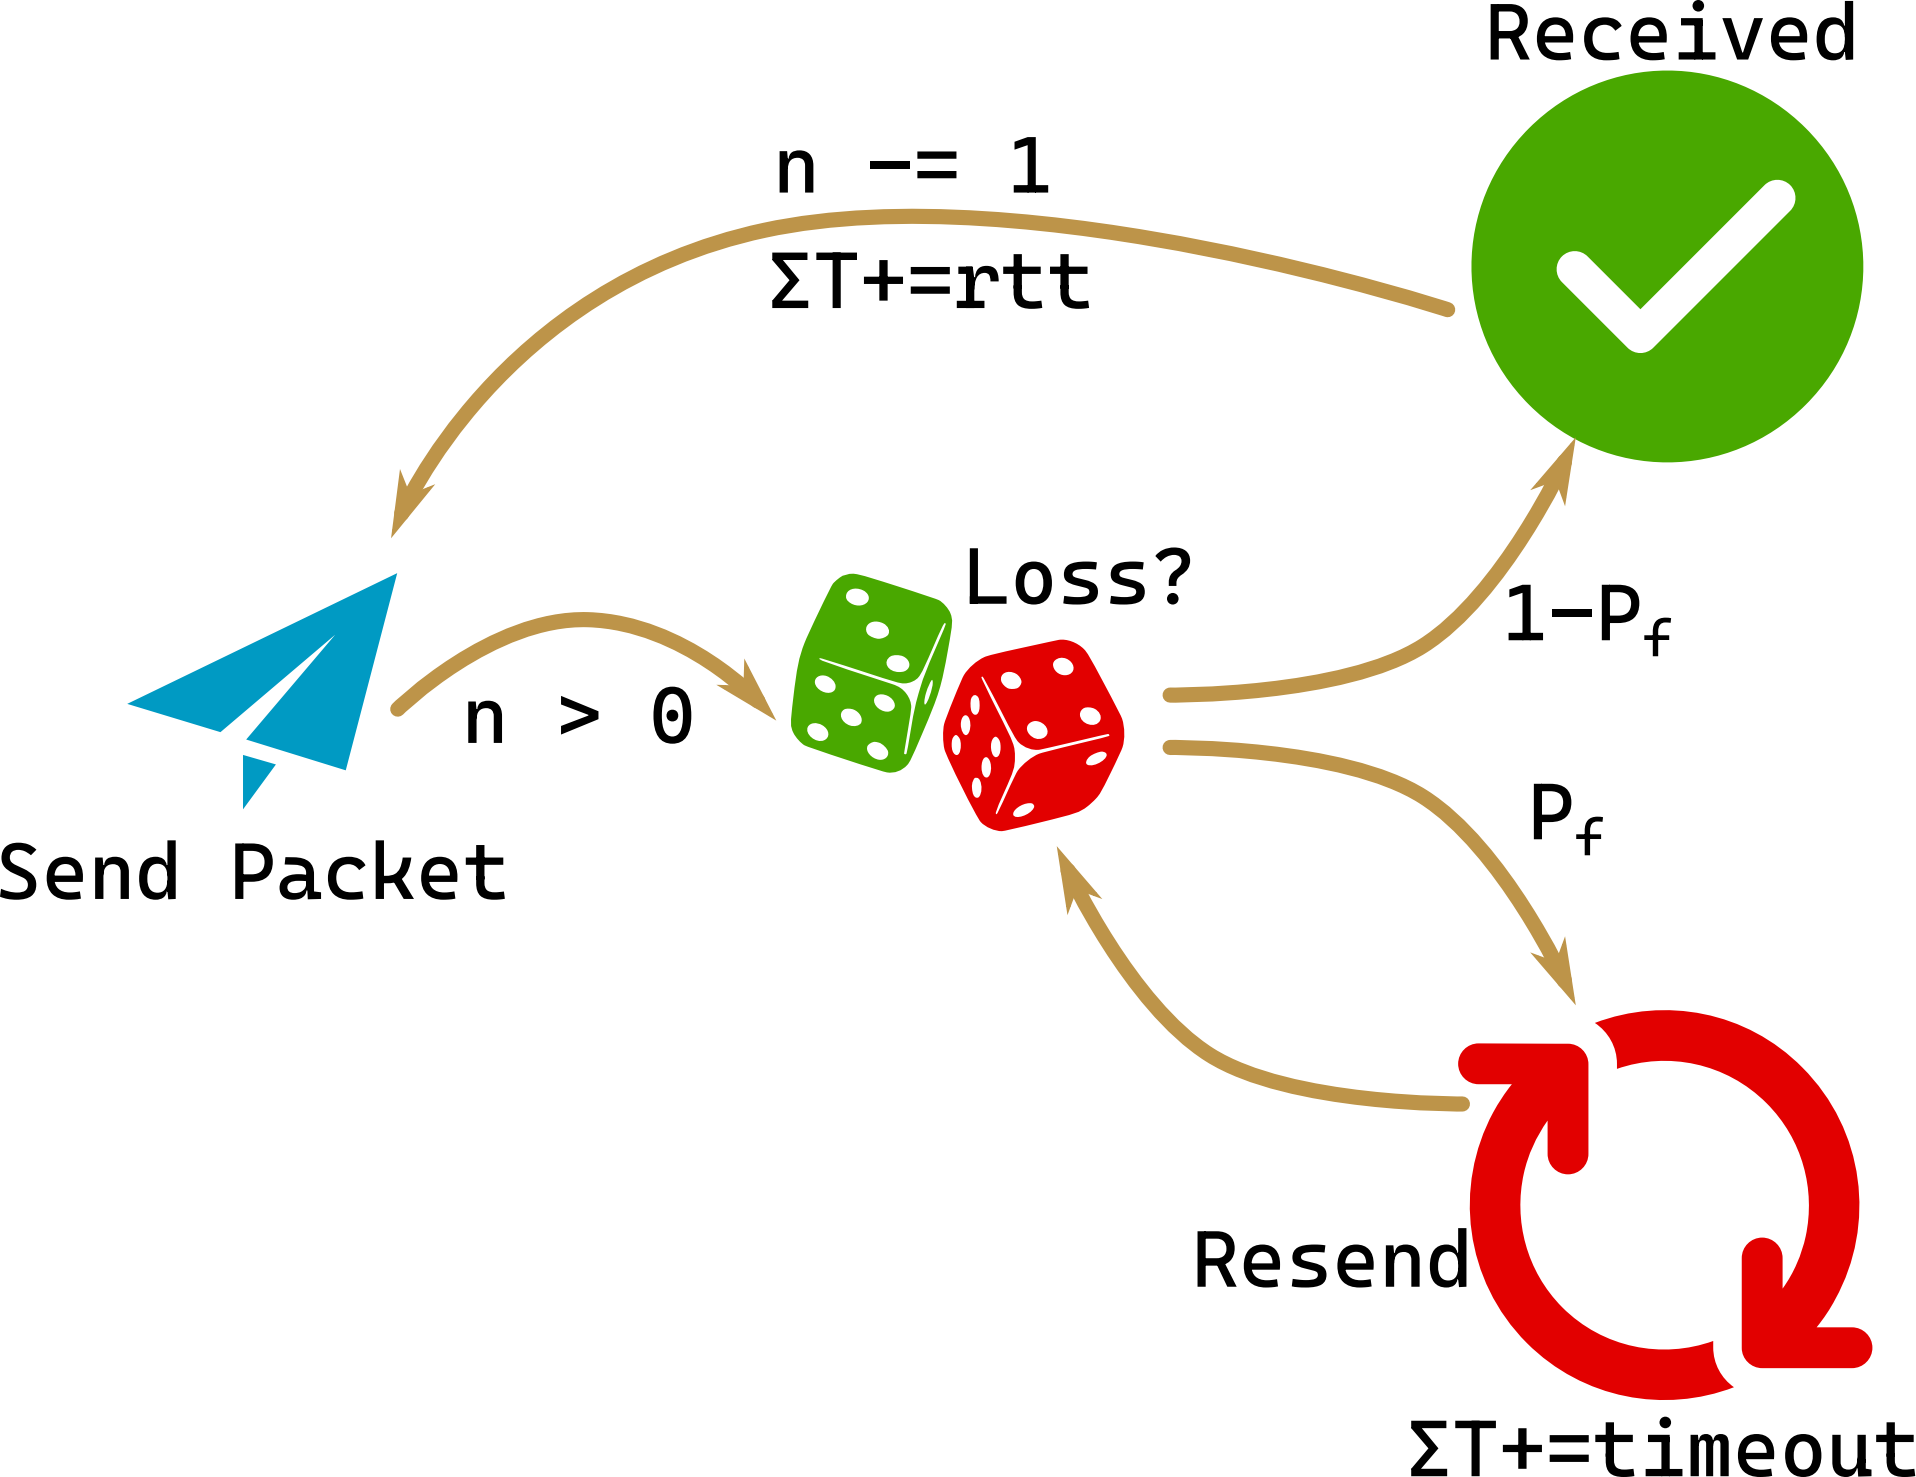 Received
n -= 1
ΣT+=rtt
Loss?
1-Pf
n > 0
Pf
Send Packet
Resend
ΣT+=timeout